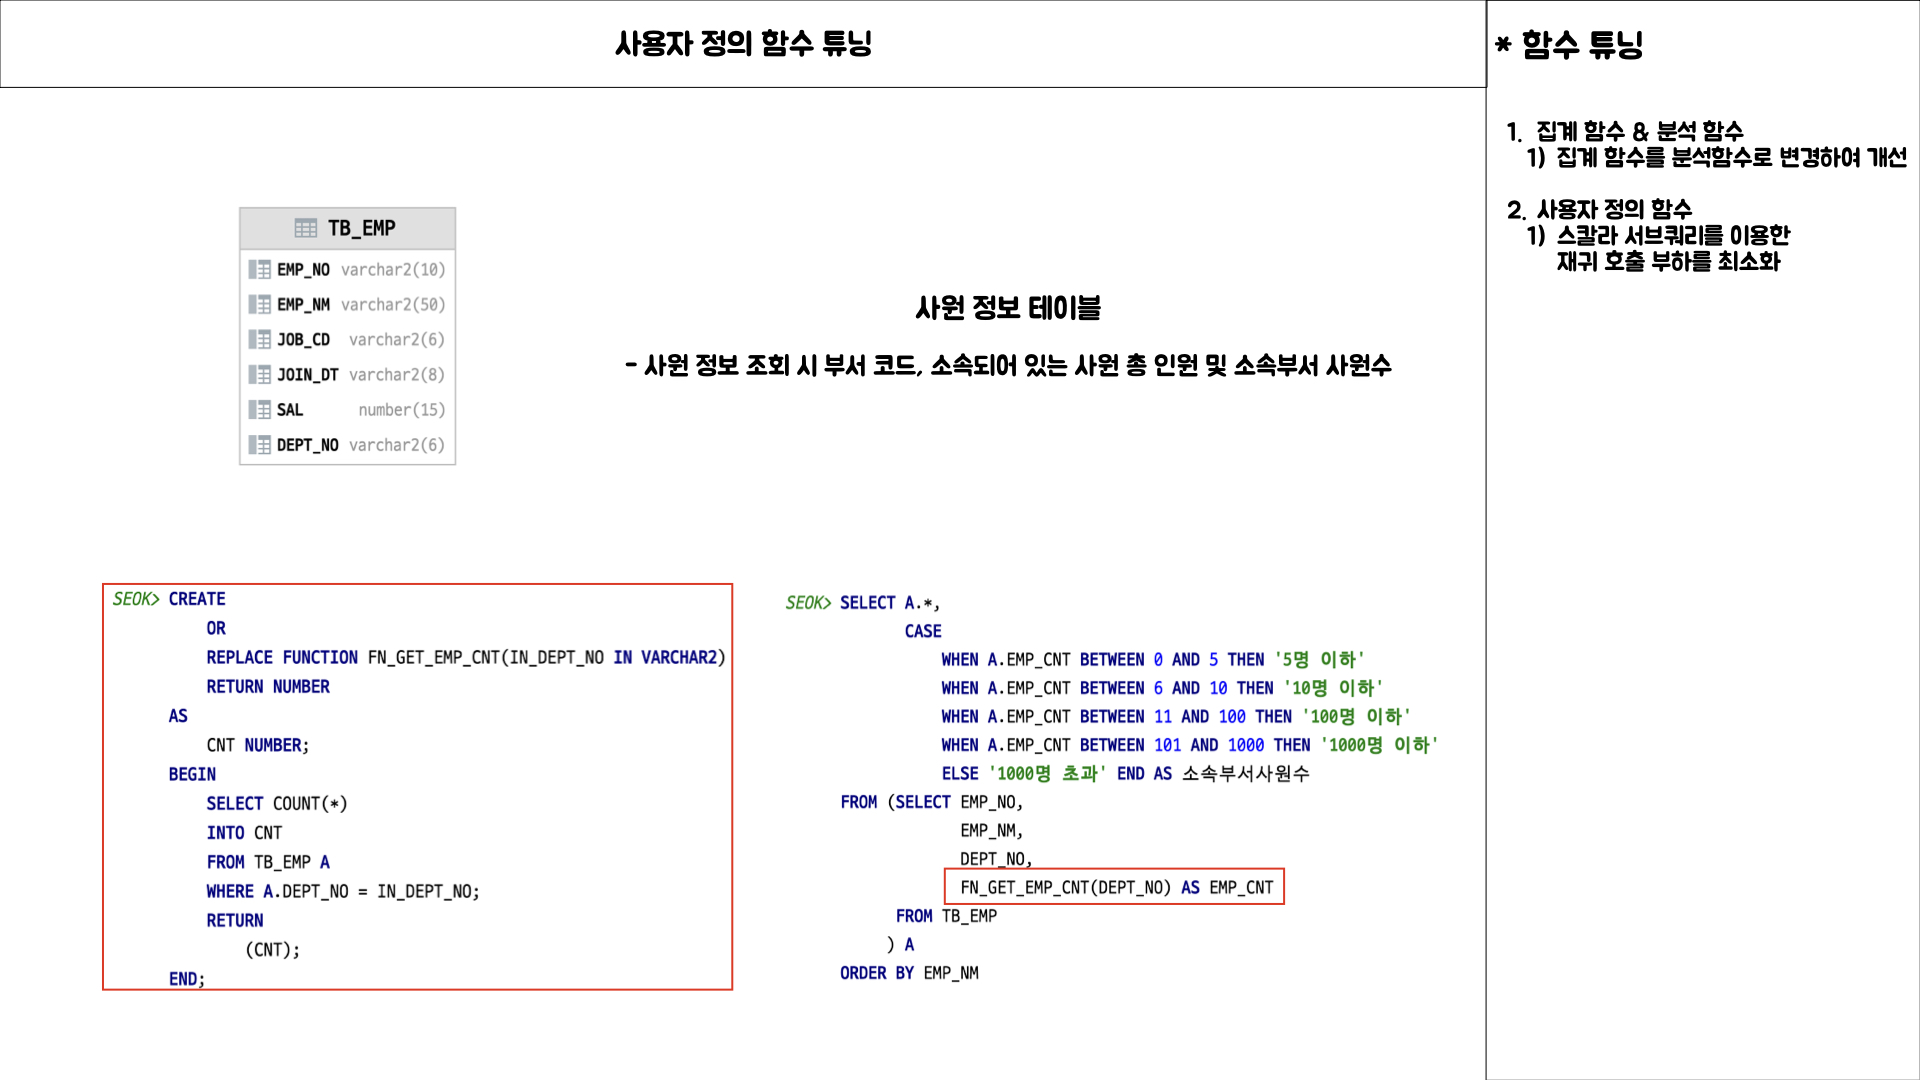 사용자 정의 함수 튜닝
* 함수 튜닝
1. 집계 함수 & 분석 함수
1) 집계 함수를 분석함수로 변경하여 개선
2. 사용자 정의 함수
1) 스칼라 서브쿼리를 이용한
재귀 호출 부하를 최소화
TB_EMP
EMP_NO varchar2(10)
EMP_NM varchar2(50)
JOB_CD varchar2(6)
JOIN_DT varchar2(8)
SAL number(15)
DEPT_NO varchar2(6)
사원 정보 테이블
- 사원 정보 조회 시 부서 코드, 소속되어 있는 사원 총 인원 및 소속부서 사원수
SEOK> CREATE
OR
REPLACE FUNCTION FN_GET_EMP_CNT(IN_DEPT_NO IN VARCHAR2)
RETURN NUMBER
AS
CNT NUMBER;
BEGIN
SELECT COUNT(*)
INTO CNT
FROM TB_EMP A
WHERE A.DEPT_NO = IN_DEPT_NO;
RETURN
(CNT);
END;
SEOK> SELECT A.*,
CASE
WHEN A.EMP_CNT BETWEEN 0 AND 5 THEN '5명 이하'
WHEN A.EMP_CNT BETWEEN 6 AND 10 THEN '10명 이하'
WHEN A.EMP_CNT BETWEEN 11 AND 100 THEN '100명 이하'
WHEN A.EMP_CNT BETWEEN 101 AND 1000 THEN '1000명 이하'
ELSE '1000명 초과' END AS 소속부서사원수
FROM (SELECT EMP_NO,
EMP_NM,
DEPT_NO,
FN_GET_EMP_CNT(DEPT_NO) AS EMP_CNT
FROM TB_EMP
) A
ORDER BY EMP_NM